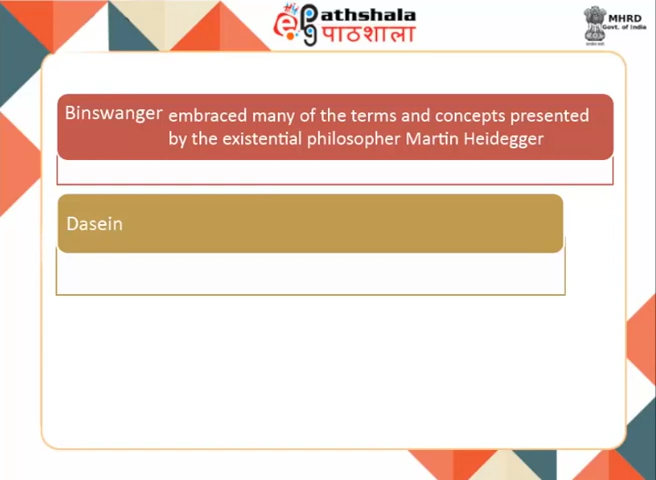 ePathshala
पाठशाला
MHRD
Govt. of India
Binswanger embraced many of the terms and concepts presented
by the existential philosopher Martin Heidegger
Dasein